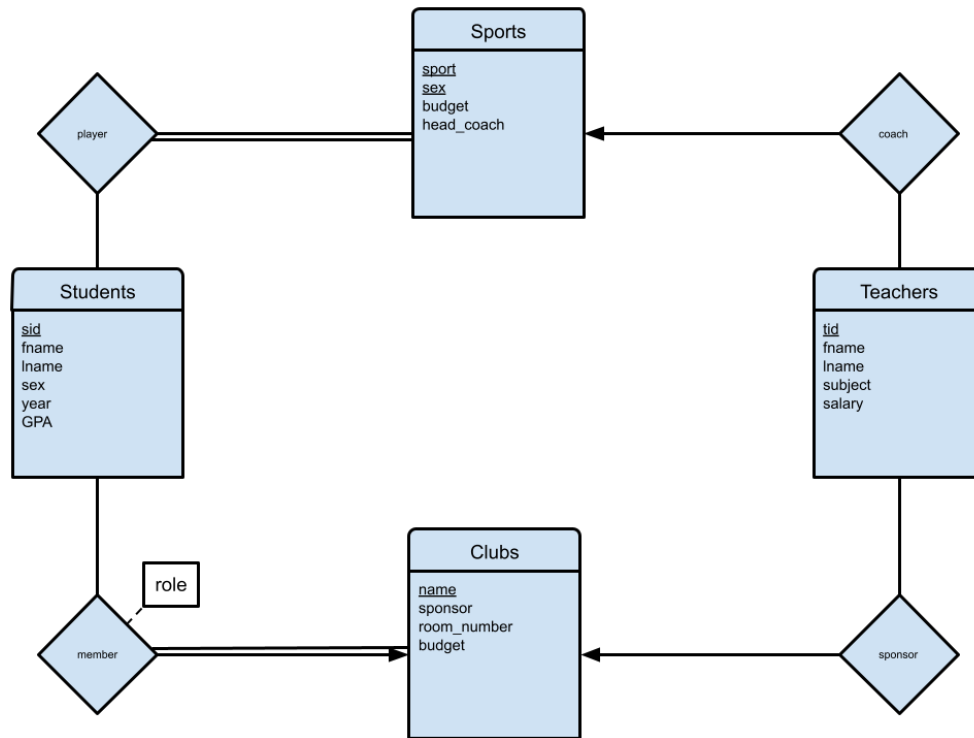 Sports
sport
sex
budget
head_coach
player
coach
Students
sid
fname
lname
sex
year
GPA
Teachers
tid
fname
lname
subject
salary
role
Clubs
name
sponsor
room_number
budget
member
sponsor